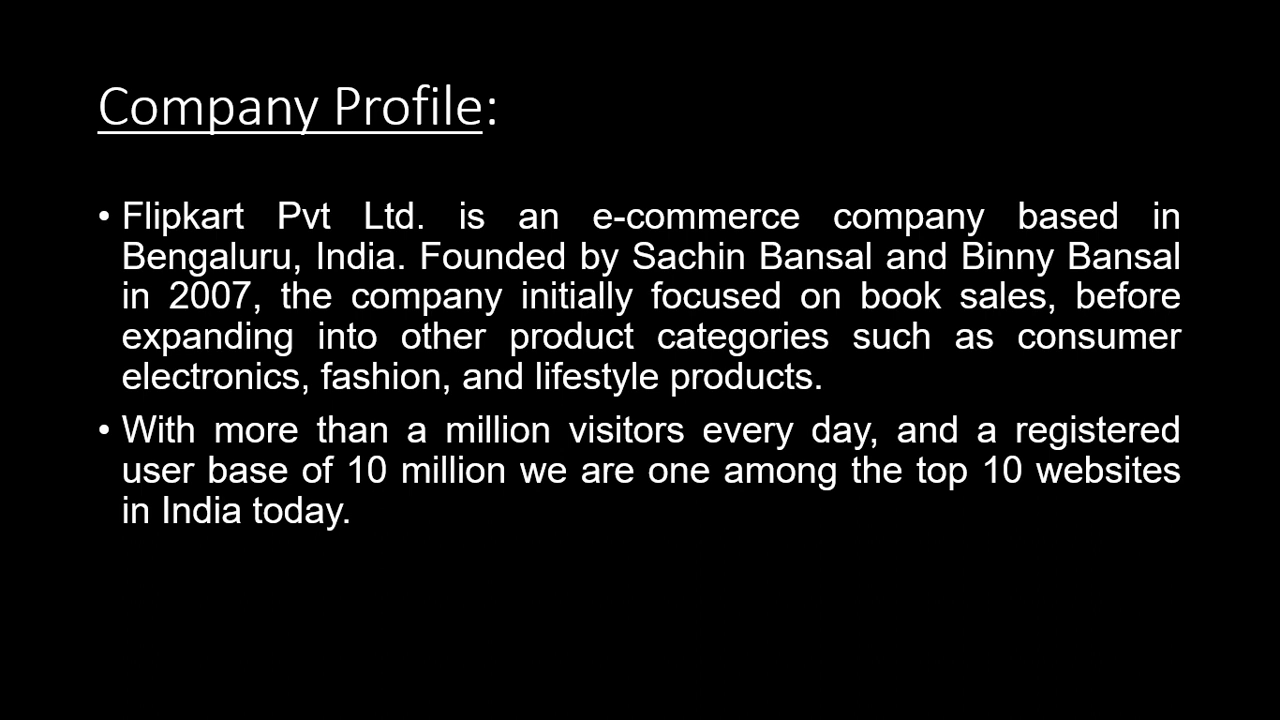 Company Profile:
• Flipkart Pvt Ltd. is an e-commerce company based in
Bengaluru, India. Founded by Sachin Bansal and Binny Bansal
in 2007, the company initially focused on book sales, before
expanding into other product categories such as consumer
electronics, fashion, and lifestyle products.
• With more than a million visitors every day, and a registered
user base of 10 million we are one among the top 10 websites
in India today.